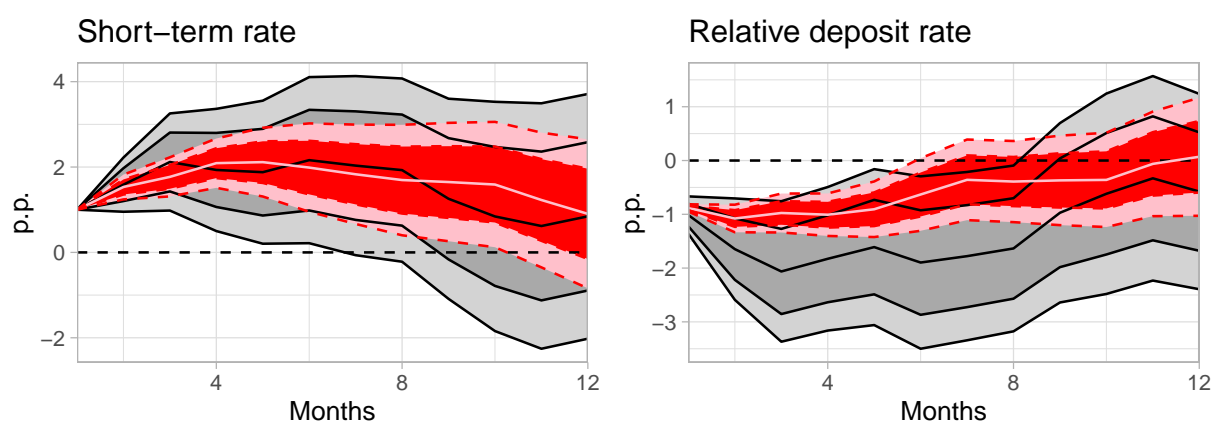 Short−term rate
Relative deposit rate
p.p.
4
2
0
−2
4
8
12
Months
p.p.
1
0
−1
−2
−3
4
8
12
Months